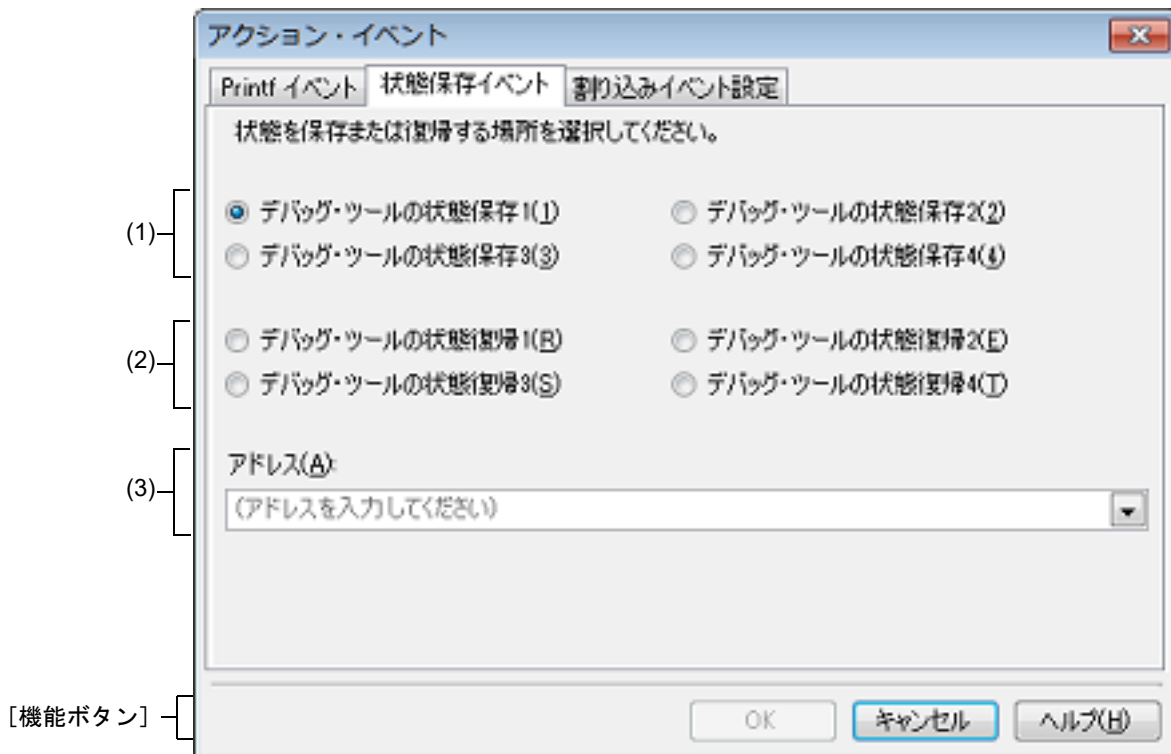 アクション・イベント
Printf イベント 状態保存イベント 割り込みイベント設定
状態を保存または復帰する場所を選択してください。
(1)
デバッグ・ツールの状態保存1(1) デバッグ・ツールの状態保存2(2)
デバッグ・ツールの状態保存3(3) デバッグ・ツールの状態保存4(4)
(2)
デバッグ・ツールの状態復帰1(R) デバッグ・ツールの状態復帰2(E)
デバッグ・ツールの状態復帰3(S) デバッグ・ツールの状態復帰4(T)
(3)
アドレス(A):
(アドレスを入力してください)
[機能ボタン]
OK キャンセル ヘルプ(H)